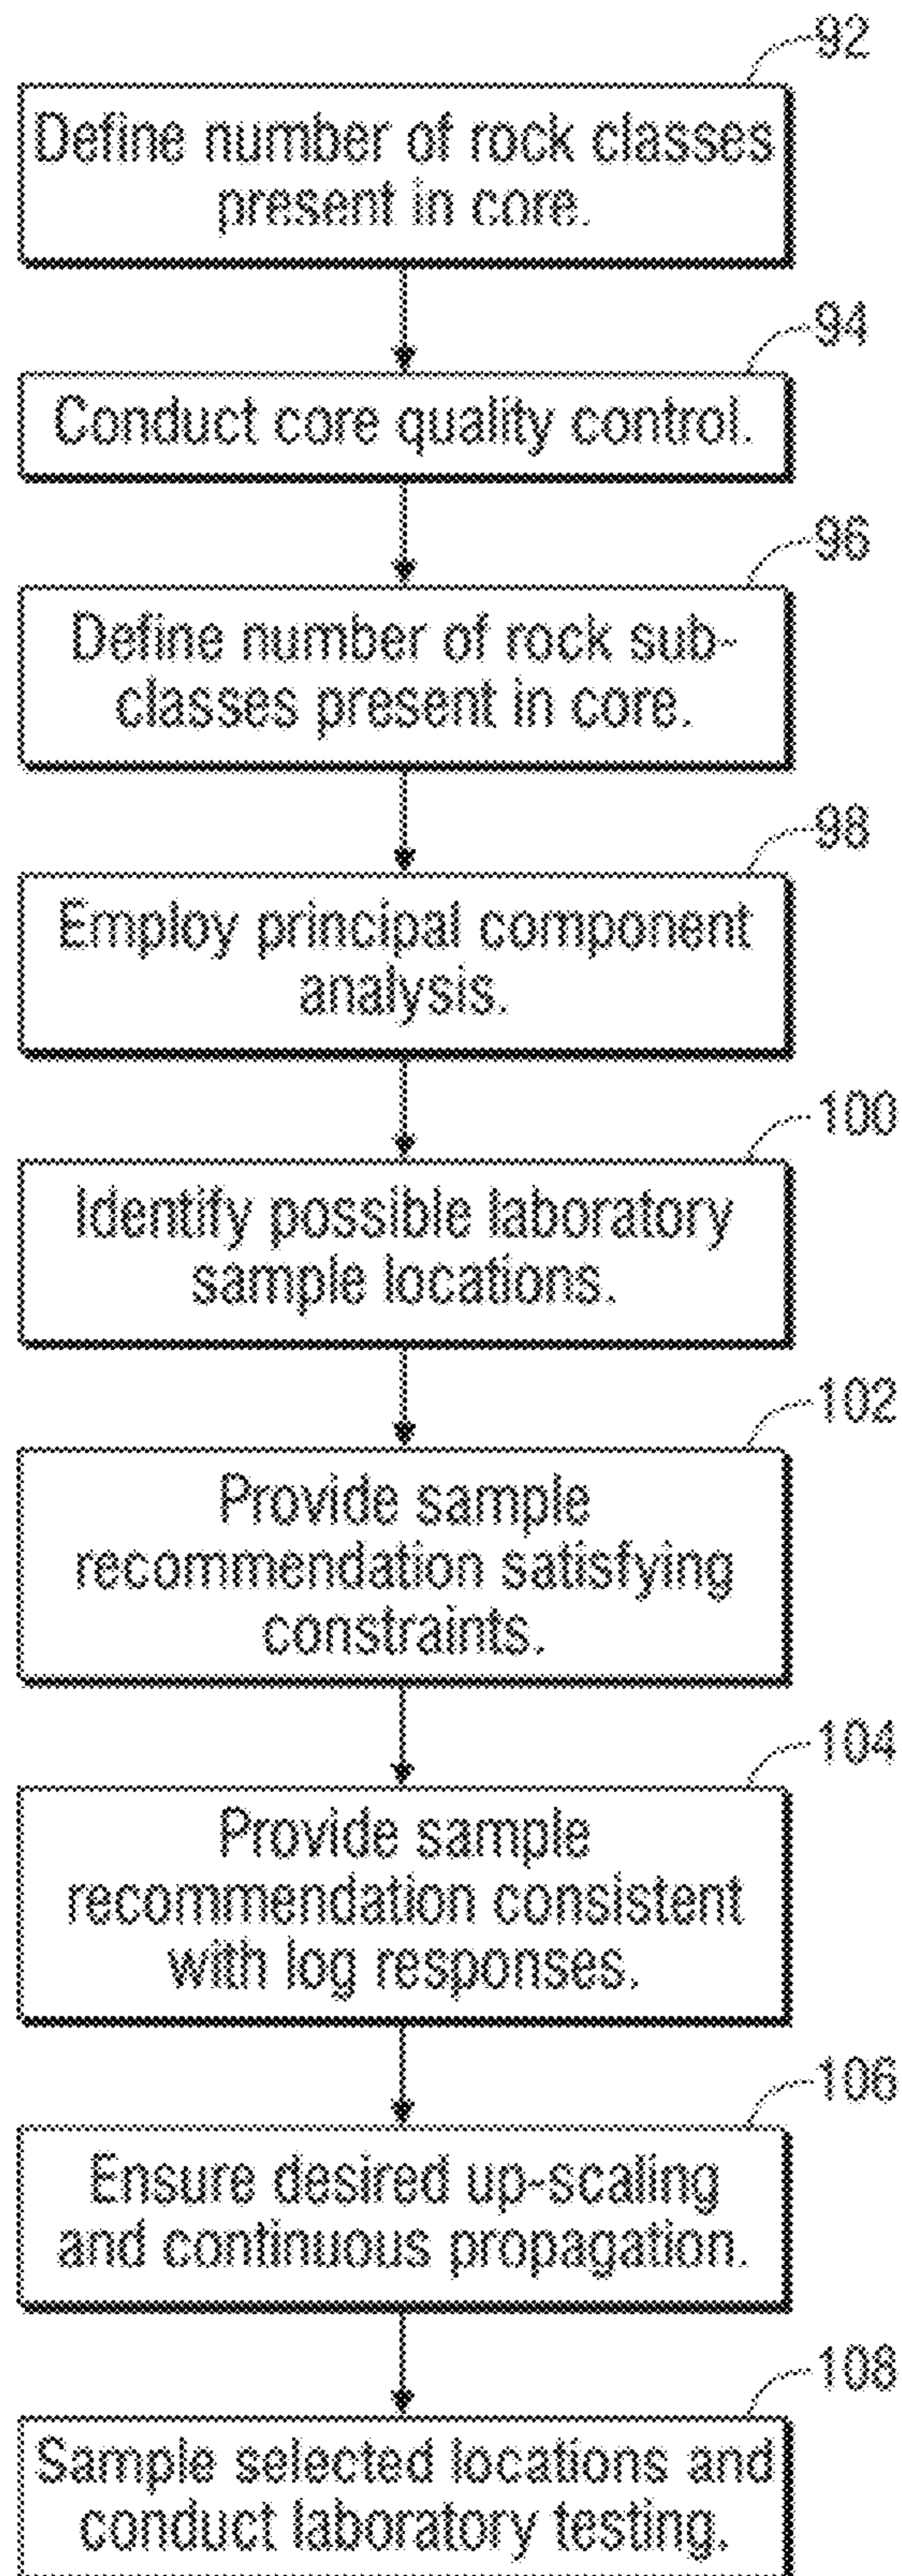 92
Define number of rock classes
present in core.
94
Conduct core quality control.
96
Define number of rock sub-
classes present in core.
98
Employ principal component
analysis.
100
Identify possible laboratory
sample locations.
102
Provide sample
recommendation satisfying
constraints.
104
Provide sample
recommendation consistent
with log responses.
106
Ensure desired up-scaling
and continuous propagation.
108
Sample selected locations and
conduct laboratory testing.